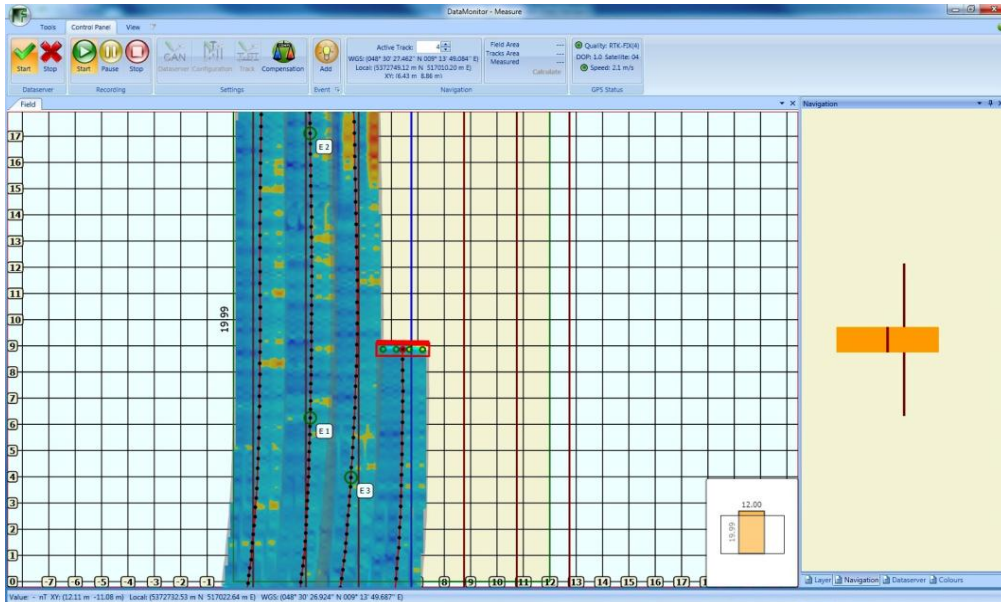 DataMonitor - Measure
Tools Control Panel View ?
Start Stop
Dataserver
Start Pause Stop
Recording
CAN
Dataserver Configuration Track Compensation
Settings
Add
Event
Active Track: 4
WGS: (048° 30' 27.462'' N 009° 13' 49.084'' E)
Local: (5372749.12 m N 517010.20 m E)
XY: (6.43 m 8.86 m)
Field Area ---
Tracks Area ---
Measured ---
Calculate
Navigation
Quality: RTK-FIX(4)
DOP: 1.0 Satellite: 04
Speed: 2.1 m/s
GPS Status
Field
Navigation
17
E 2
16
15
14
13
12
11
10
19.99
9
8
7
6
E 1
5
4
E 3
3
12.00
2
19.99
1
0 -7 -6 -5 -4 -3 -2 -1 8 9 10 11 12 13 14 15 16 17
Layer Navigation Dataserver Colours
Value: - nT XY: (12.11 m -11.08 m) Local: (5372732.53 m N 517022.64 m E) WGS: (048° 30' 26.924'' N 009° 13' 49.687'' E)